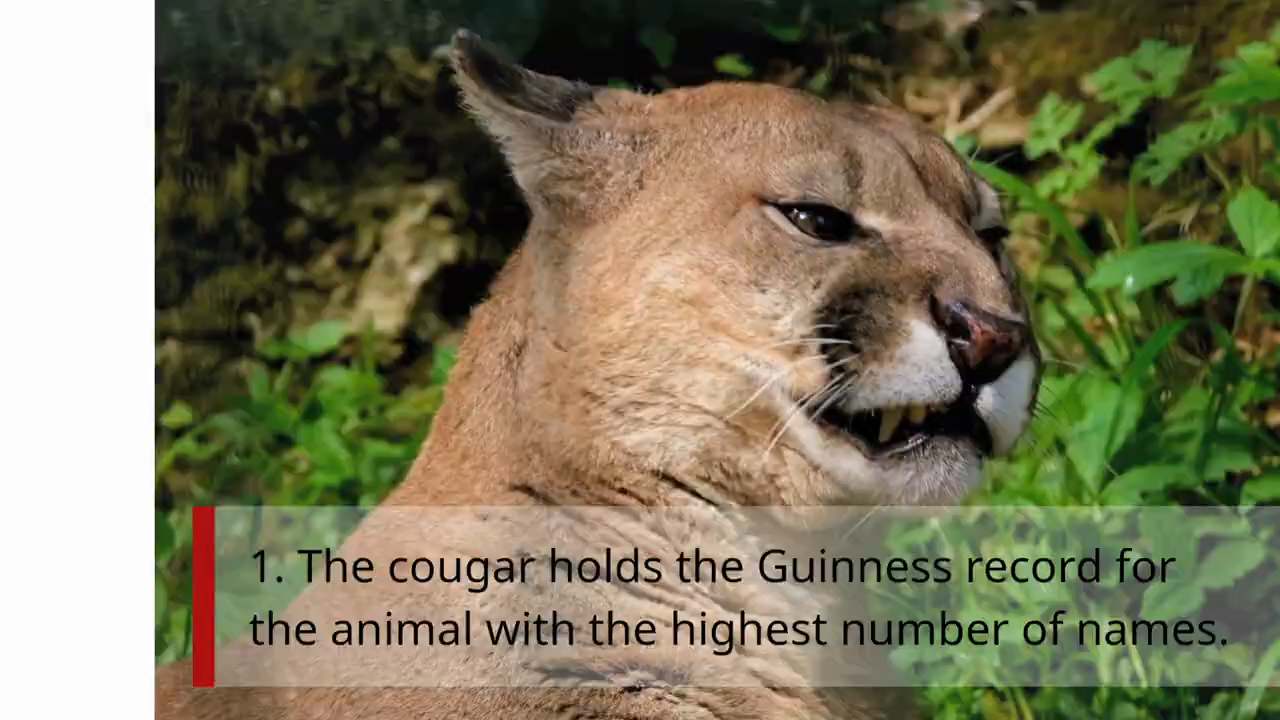 1. The cougar holds the Guinness record for
the animal with the highest number of names.